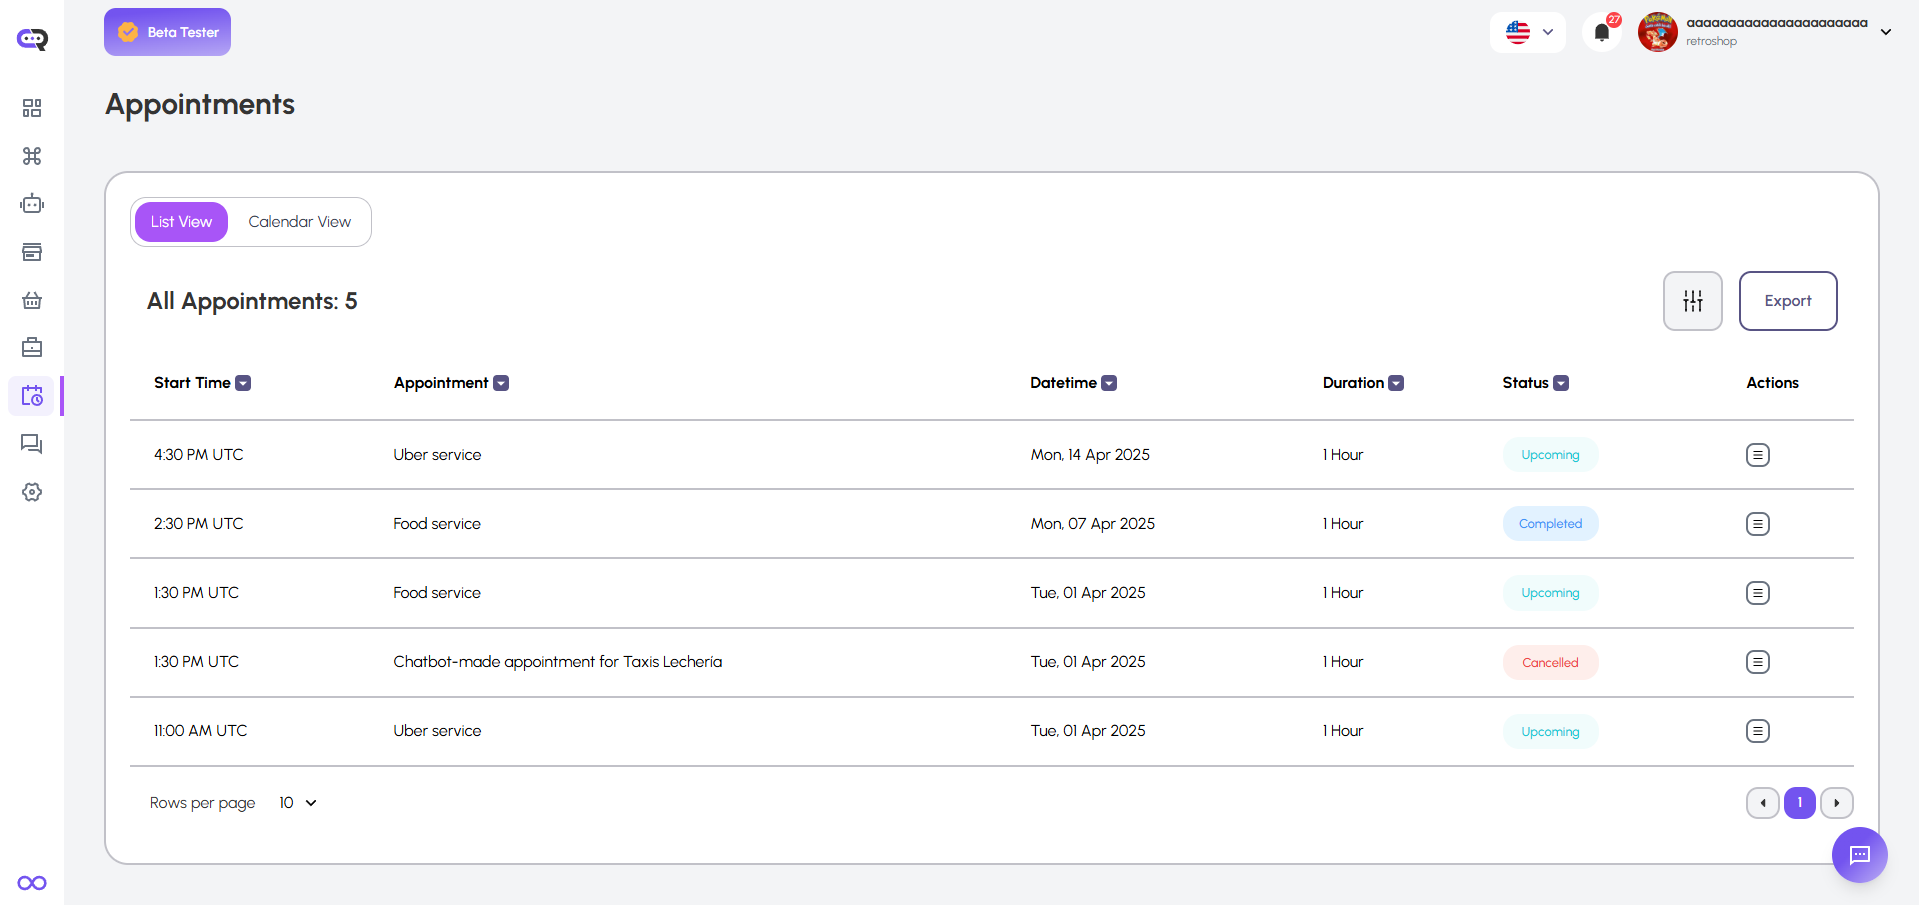 Beta Tester
27
aaaaaaaaaaaaaaaaaaaaaa
retroshop
Appointments
List View Calendar View
All Appointments: 5
Export
Start Time Appointment Datetime Duration Status Actions
4:30 PM UTC Uber service Mon, 14 Apr 2025 1 Hour Upcoming
2:30 PM UTC Food service Mon, 07 Apr 2025 1 Hour Completed
1:30 PM UTC Food service Tue, 01 Apr 2025 1 Hour Upcoming
1:30 PM UTC Chatbot-made appointment for Taxis Lechería Tue, 01 Apr 2025 1 Hour Cancelled
11:00 AM UTC Uber service Tue, 01 Apr 2025 1 Hour Upcoming
Rows per page 10
1